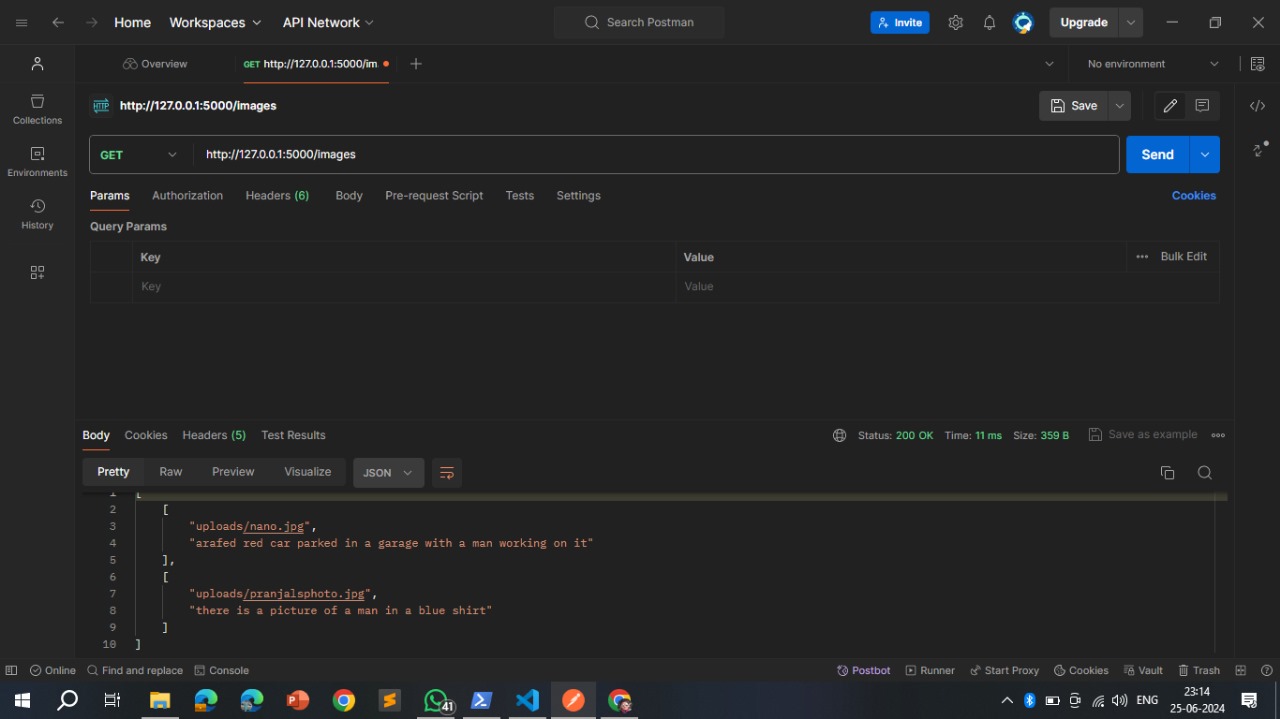 Home Workspaces API Network Search Postman Invite Upgrade
Overview GET http://127.0.0.1:5000/im No environment
http://127.0.0.1:5000/images Save
Collections
Environments
History
GET http://127.0.0.1:5000/images Send
Params Authorization Headers (6) Body Pre-request Script Tests Settings Cookies
Query Params
Key Value ••• Bulk Edit
Key Value
Body Cookies Headers (5) Test Results Status: 200 OK Time: 11 ms Size: 359 B Save as example
Pretty Raw Preview Visualize JSON
1 [
2 [
3 "uploads/nano.jpg",
4 "arafed red car parked in a garage with a man working on it"
5 ],
6 [
7 "uploads/pranjalsphoto.jpg",
8 "there is a picture of a man in a blue shirt"
9 ]
10 ]
Online Find and replace Console Postbot Runner Start Proxy Cookies Vault Trash
41 ENG 23:14
25-06-2024